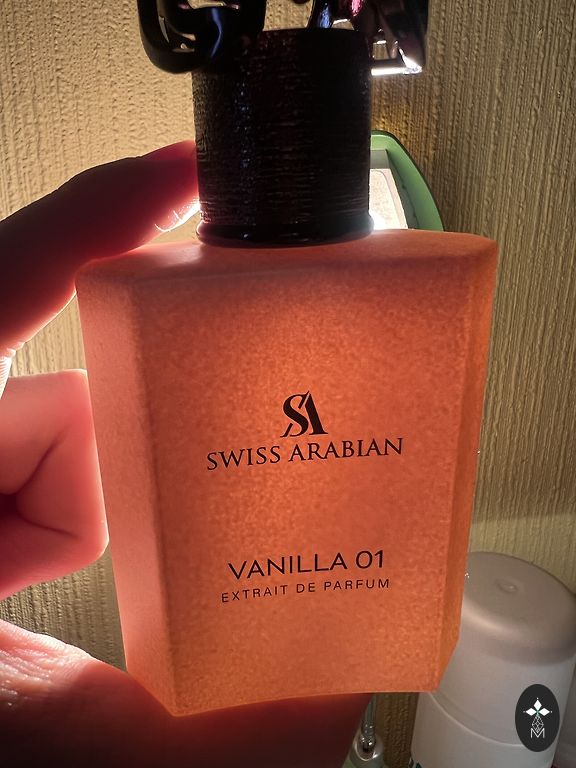 SA
SWISS ARABIAN
VANILLA 01
EXTRAIT DE PARFUM
M